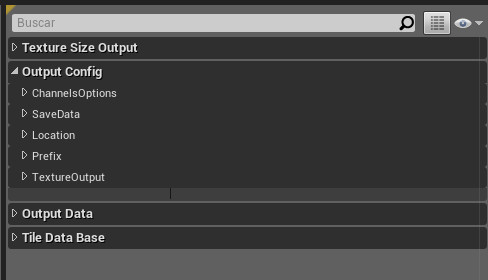 Buscar
Texture Size Output
Output Config
ChannelsOptions
SaveData
Location
Prefix
TextureOutput
Output Data
Tile Data Base